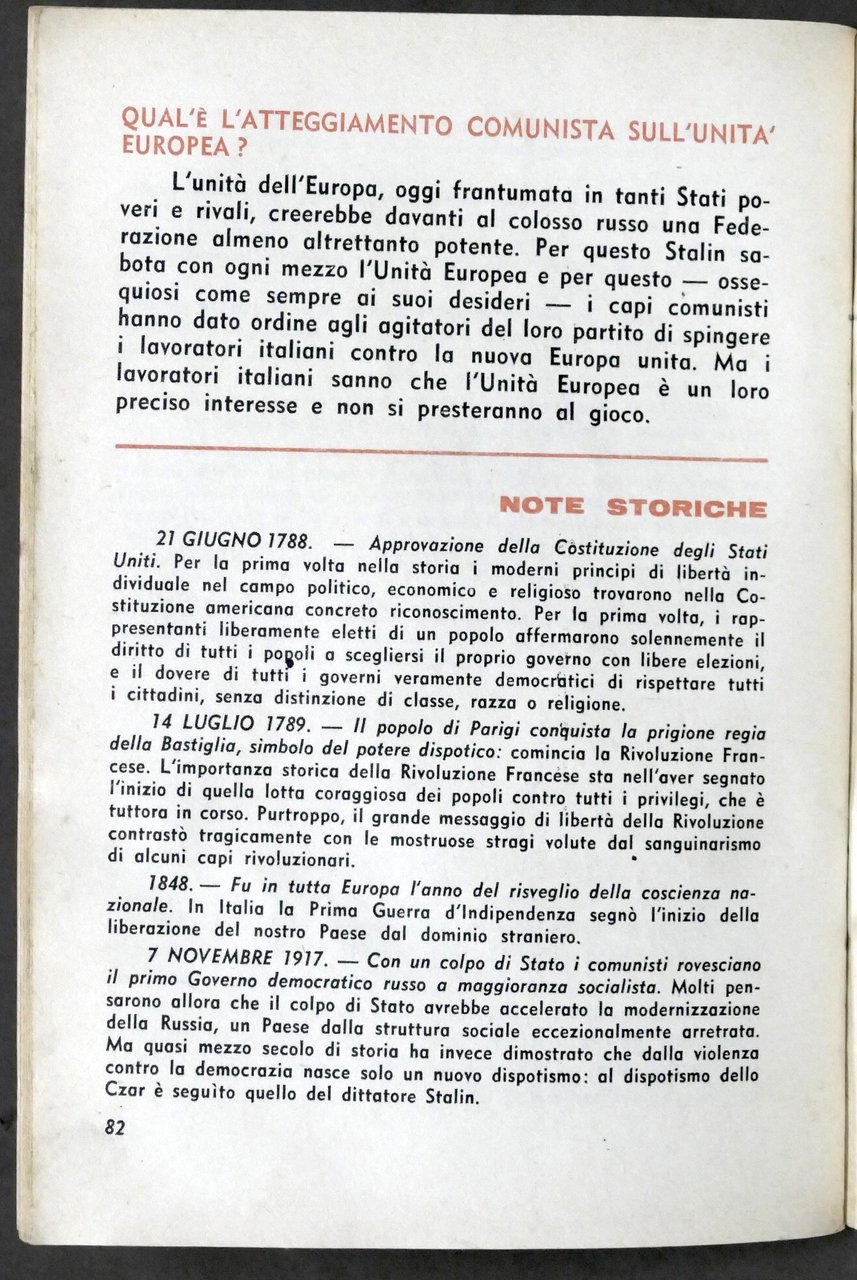 QUAL'È L'ATTEGGIAMENTO COMUNISTA SULL'UNITA'
EUROPEA ?
L'unità dell'Europa, oggi frantumata in tanti Stati po-
veri e rivali, creerebbe davanti al colosso russo una Fede-
razione almeno altrettanto potente. Per questo Stalin sa-
bota con ogni mezzo l'Unità Europea e per questo — osse-
quiosi come sempre ai suoi desideri — i capi comunisti
hanno dato ordine agli agitatori del loro partito di spingere
i lavoratori italiani contro la nuova Europa unita. Ma i
lavoratori italiani sanno che l'Unità Europea è un loro
preciso interesse e non si presteranno al gioco.
NOTE STORICHE
21 GIUGNO 1788. — Approvazione della Costituzione degli Stati
Uniti. Per la prima volta nella storia i moderni principi di libertà in-
dividuale nel campo politico, economico e religioso trovarono nella Co-
stituzione americana concreto riconoscimento. Per la prima volta, i rap-
presentanti liberamente eletti di un popolo affermarono solennemente il
diritto di tutti i popoli a scegliersi il proprio governo con libere elezioni,
e il dovere di tutti i governi veramente democratici di rispettare tutti
i cittadini, senza distinzione di classe, razza o religione.
14 LUGLIO 1789. — Il popolo di Parigi conquista la prigione regia
della Bastiglia, simbolo del potere dispotico: comincia la Rivoluzione Fran-
cese. L'importanza storica della Rivoluzione Francese sta nell'aver segnato
l'inizio di quella lotta coraggiosa dei popoli contro tutti i privilegi, che è
tuttora in corso. Purtroppo, il grande messaggio di libertà della Rivoluzione
contrastò tragicamente con le mostruose stragi volute dal sanguinarismo
di alcuni capi rivoluzionari.
1848. — Fu in tutta Europa l'anno del risveglio della coscienza na-
zionale. In Italia la Prima Guerra d'Indipendenza segnò l'inizio della
liberazione del nostro Paese dal dominio straniero.
7 NOVEMBRE 1917. — Con un colpo di Stato i comunisti rovesciano
il primo Governo democratico russo a maggioranza socialista. Molti pen-
sarono allora che il colpo di Stato avrebbe accelerato la modernizzazione
della Russia, un Paese dalla struttura sociale eccezionalmente arretrata.
Ma quasi mezzo secolo di storia ha invece dimostrato che dalla violenza
contro la democrazia nasce solo un nuovo dispotismo: al dispotismo dello
Czar è seguìto quello del dittatore Stalin.
82